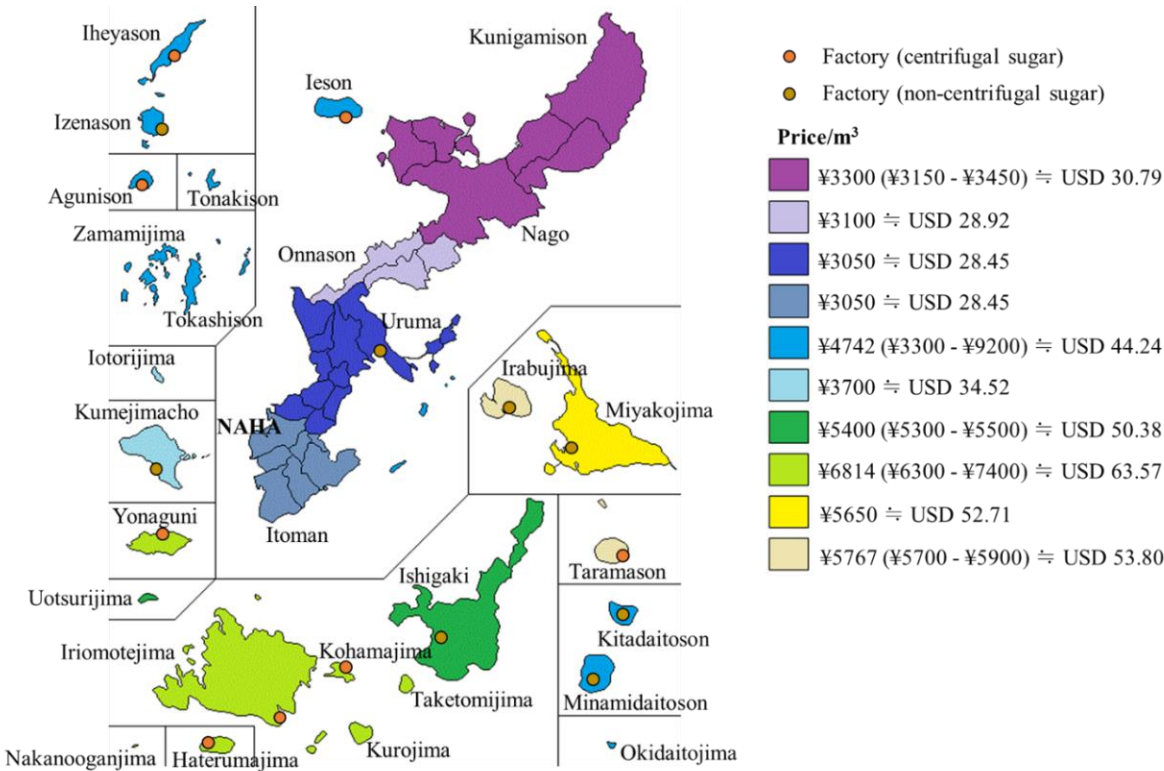 Iheyason
Kunigamison
Ieson
Izenason
Agunison
Tonakison
Zamamijima
Nago
Onnason
Tokashison
Uruma
Iotorijima
Irabujima
Kumejimacho
Miyakojima
NAHA
Yonaguni
Itoman
Taramason
Ishigaki
Uotsurijima
Kitadaitoson
Iriomotejima
Kohamajima
Taketomijima
Minamidaitoson
Nakanooganjima
Haterumajima
Kurojima
Okidaitojima
Factory (centrifugal sugar)
Factory (non-centrifugal sugar)
Price/m³
¥3300 (¥3150 - ¥3450) ≒ USD 30.79
¥3100 ≒ USD 28.92
¥3050 ≒ USD 28.45
¥3050 ≒ USD 28.45
¥4742 (¥3300 - ¥9200) ≒ USD 44.24
¥3700 ≒ USD 34.52
¥5400 (¥5300 - ¥5500) ≒ USD 50.38
¥6814 (¥6300 - ¥7400) ≒ USD 63.57
¥5650 ≒ USD 52.71
¥5767 (¥5700 - ¥5900) ≒ USD 53.80